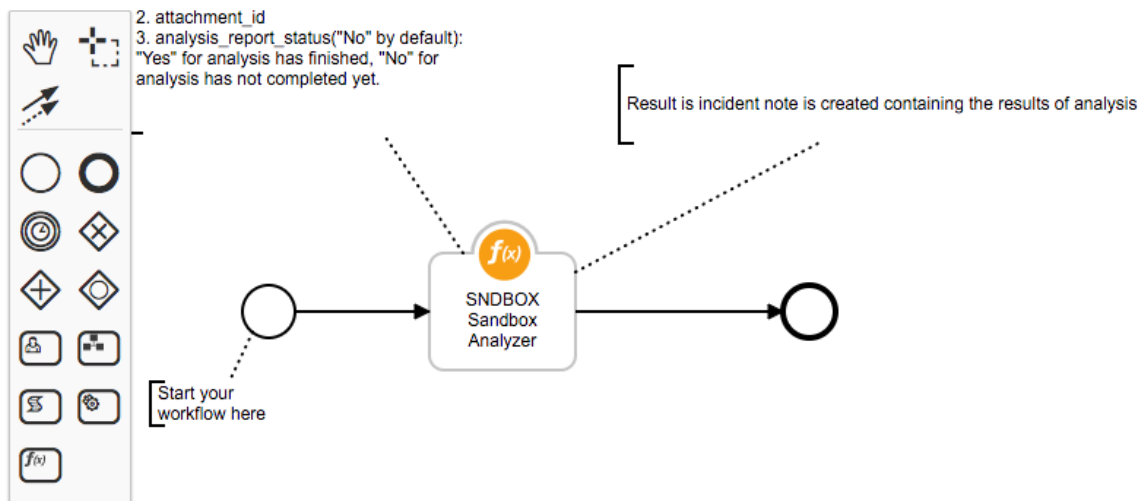 2. attachment_id
3. analysis_report_status("No" by default):
"Yes" for analysis has finished, "No" for
analysis has not completed yet.
Result is incident note is created containing the results of analysis
f(x)
SNDBOX
Sandbox
Analyzer
Start your
workflow here
f(x)